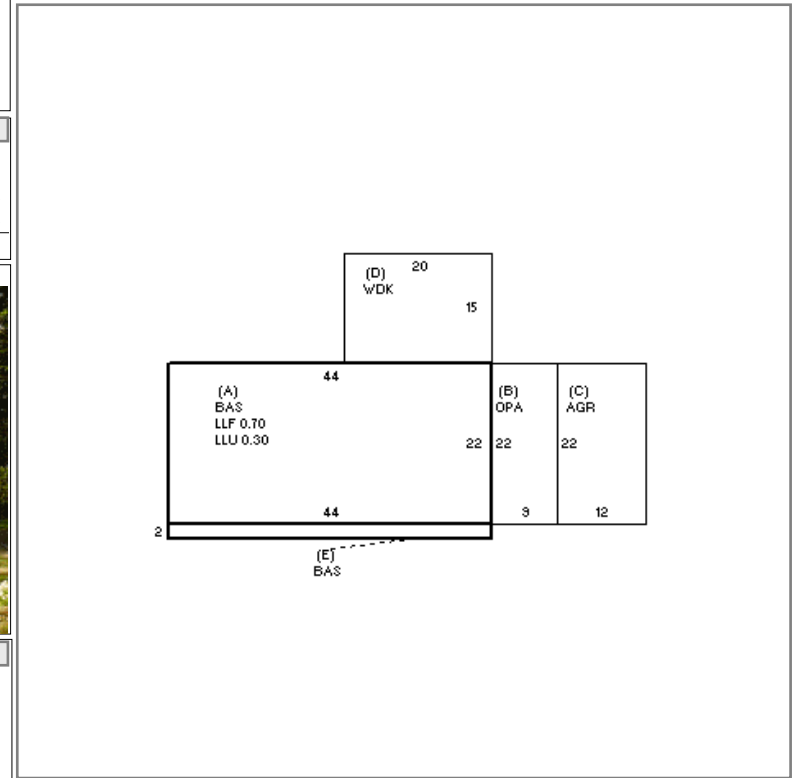 (D)
WDK
20
15
44
(A)
BAS
LLF 0.70
LLU 0.30
22
44
(B)
OPA
22
9
(C)
AGR
22
12
2
(E)
BAS